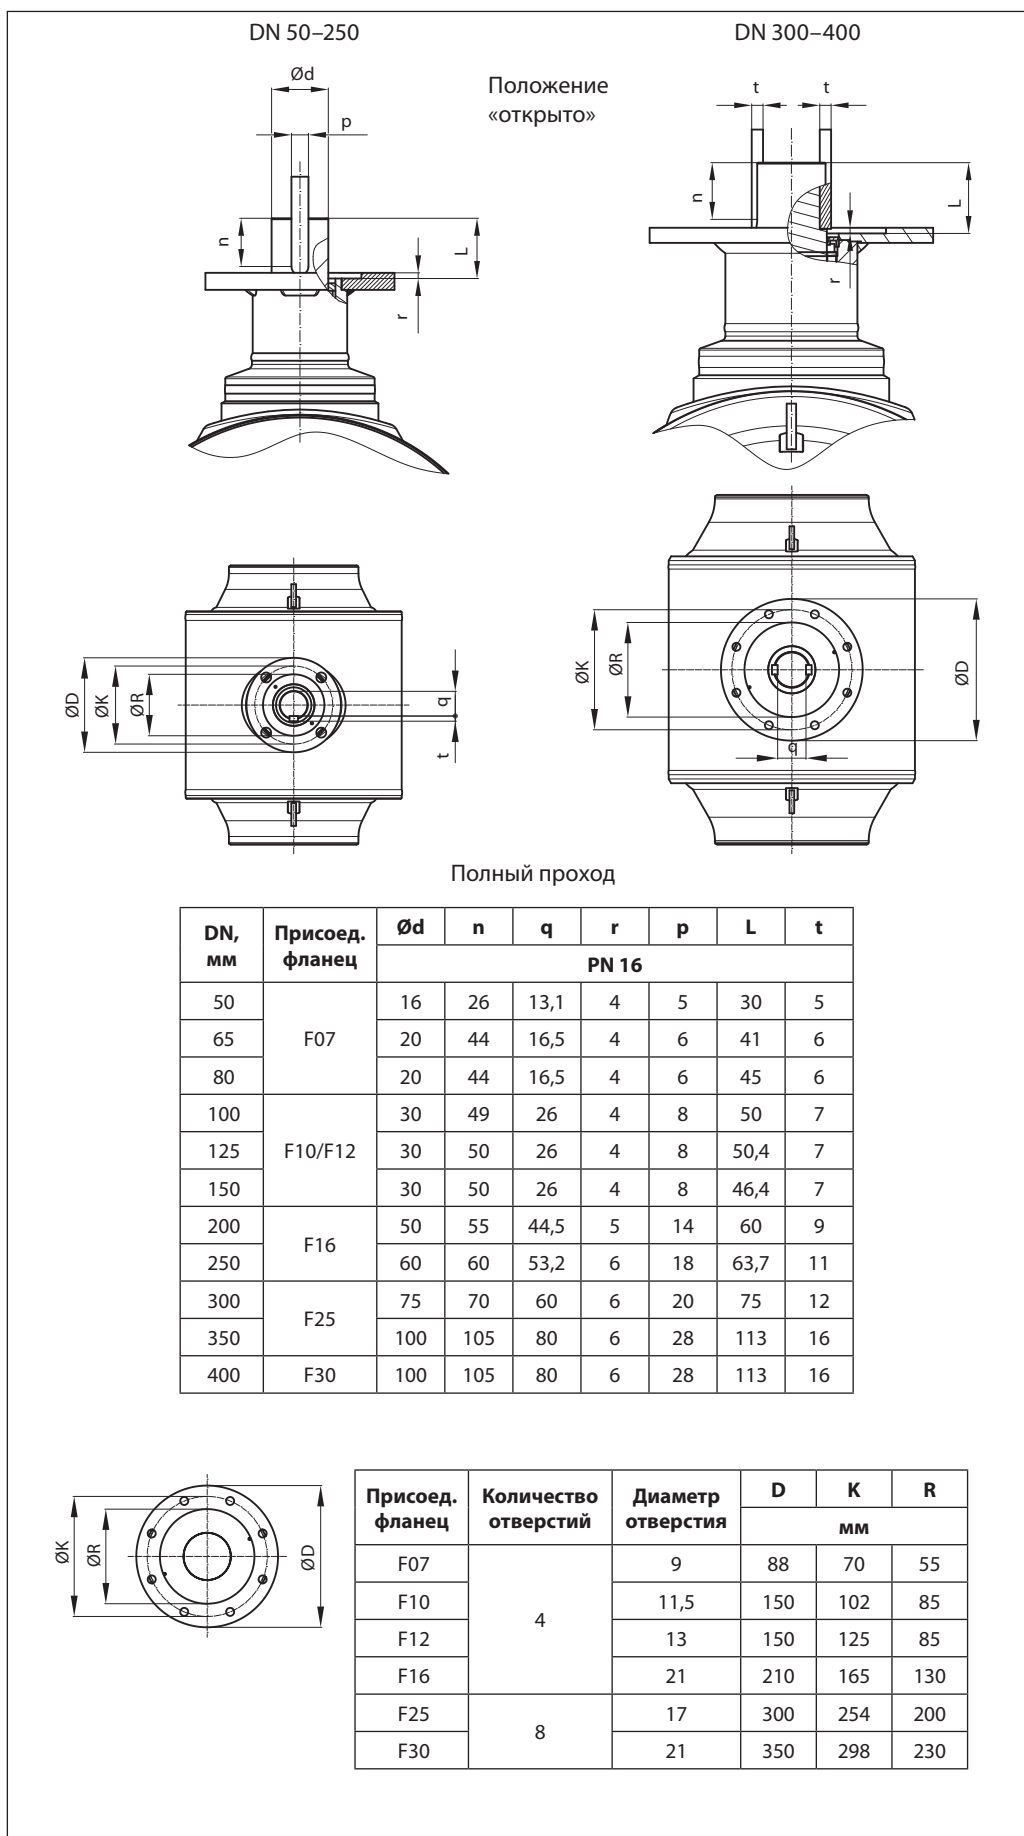 DN 50–250
DN 300–400
Положение
«открыто»
Ød
p
n
L
r
t t
n
L
r
ØD
ØK
ØR
q
t
ØK
ØR
ØD
q
Полный проход
DN, мм Присоед. фланец Ød n q r p L t
PN 16
50 F07 16 26 13,1 4 5 30 5
65 20 44 16,5 4 6 41 6
80 20 44 16,5 4 6 45 6
100 F10/F12 30 49 26 4 8 50 7
125 30 50 26 4 8 50,4 7
150 30 50 26 4 8 46,4 7
200 F16 50 55 44,5 5 14 60 9
250 60 60 53,2 6 18 63,7 11
300 F25 75 70 60 6 20 75 12
350 100 105 80 6 28 113 16
400 F30 100 105 80 6 28 113 16
ØK
ØR
ØD
Присоед. фланец Количество отверстий Диаметр отверстия D K R
мм
F07 4 9 88 70 55
F10 11,5 150 102 85
F12 13 150 125 85
F16 21 210 165 130
F25 8 17 300 254 200
F30 21 350 298 230